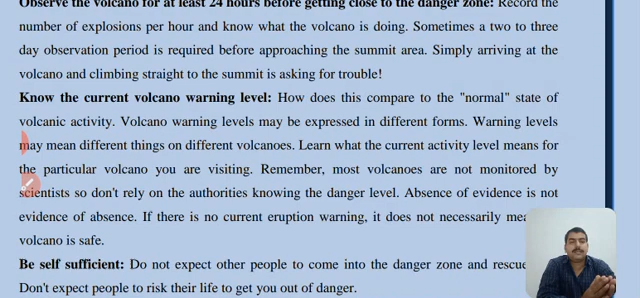 Observe the volcano for at least 24 hours before getting close to the danger zone: Record the
number of explosions per hour and know what the volcano is doing. Sometimes a two to three
day observation period is required before approaching the summit area. Simply arriving at the
volcano and climbing straight to the summit is asking for trouble!
Know the current volcano warning level: How does this compare to the "normal" state of
volcanic activity. Volcano warning levels may be expressed in different forms. Warning levels
may mean different things on different volcanoes. Learn what the current activity level means for
the particular volcano you are visiting. Remember, most volcanoes are not monitored by
scientists so don't rely on the authorities knowing the danger level. Absence of evidence is not
evidence of absence. If there is no current eruption warning, it does not necessarily
volcano is safe.
Be self sufficient: Do not expect other people to come into the danger zone and rescue
Don't expect people to risk their life to get you out of danger.